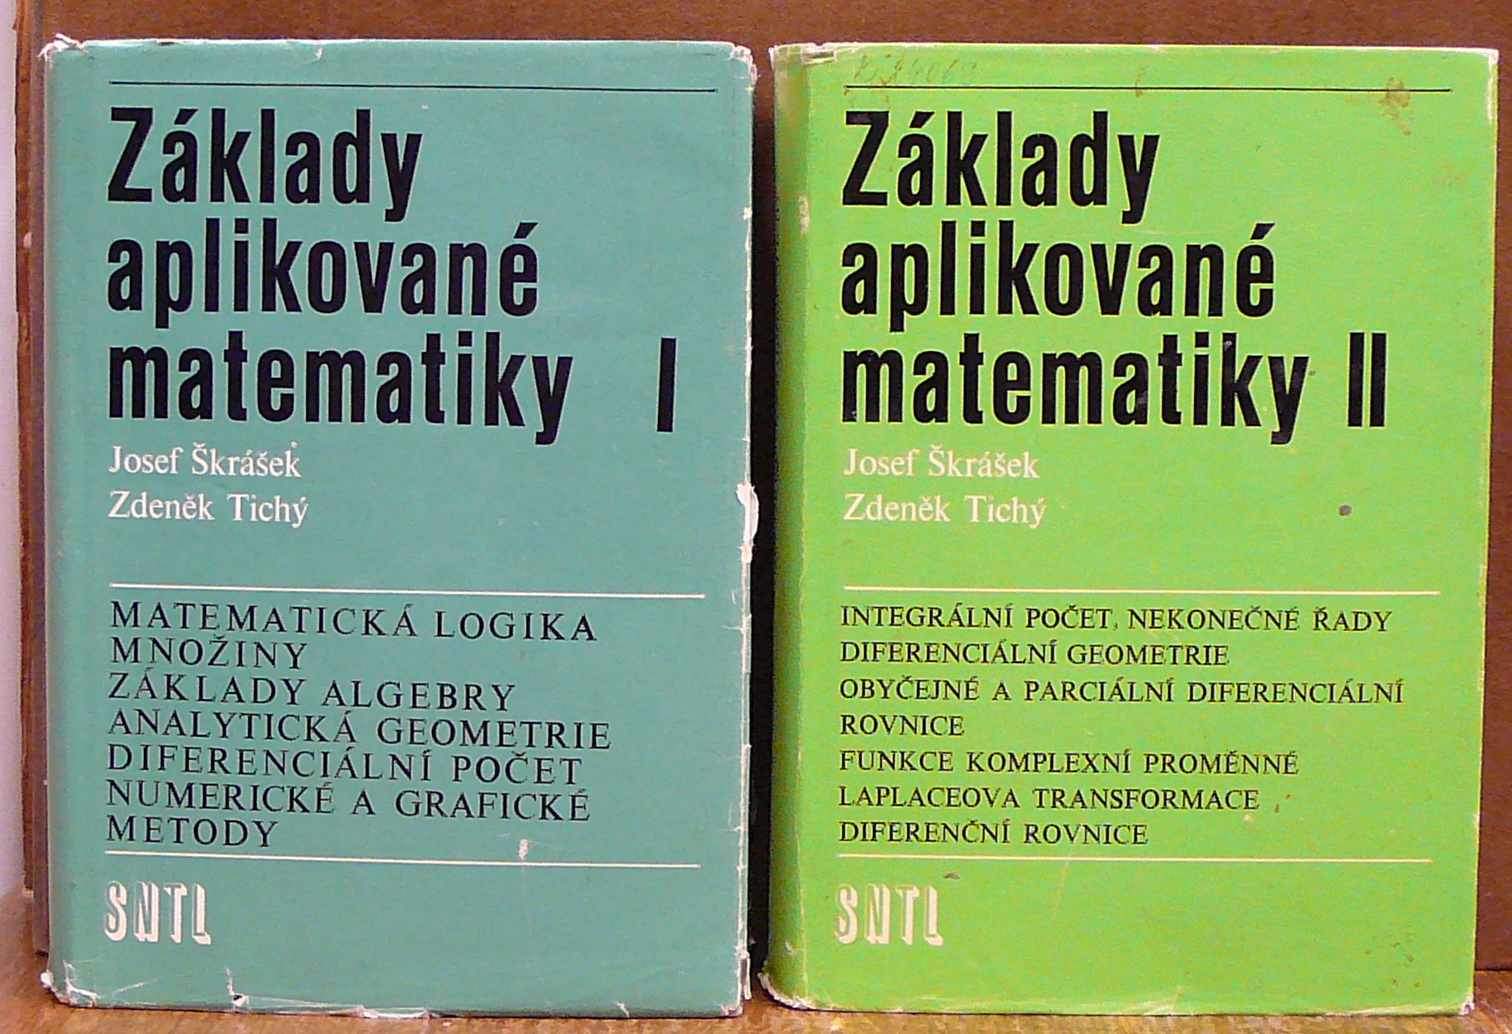 Základy
aplikované
matematiky I
Josef Škrášek
Zdeněk Tichý
MATEMATICKÁ LOGIKA
MNOŽINY
ZÁKLADY ALGEBRY
ANALYTICKÁ GEOMETRIE
DIFERENCIÁLNÍ POČET
NUMERICKÉ A GRAFICKÉ
METODY
SNTL
Základy
aplikované
matematiky II
Josef Škrášek
Zdeněk Tichý
INTEGRÁLNÍ POČET, NEKONEČNÉ ŘADY
DIFERENCIÁLNÍ GEOMETRIE
OBYČEJNÉ A PARCIÁLNÍ DIFERENCIÁLNÍ
ROVNICE
FUNKCE KOMPLEXNÍ PROMĚNNÉ
LAPLACEOVA TRANSFORMACE
DIFERENČNÍ ROVNICE
SNTL